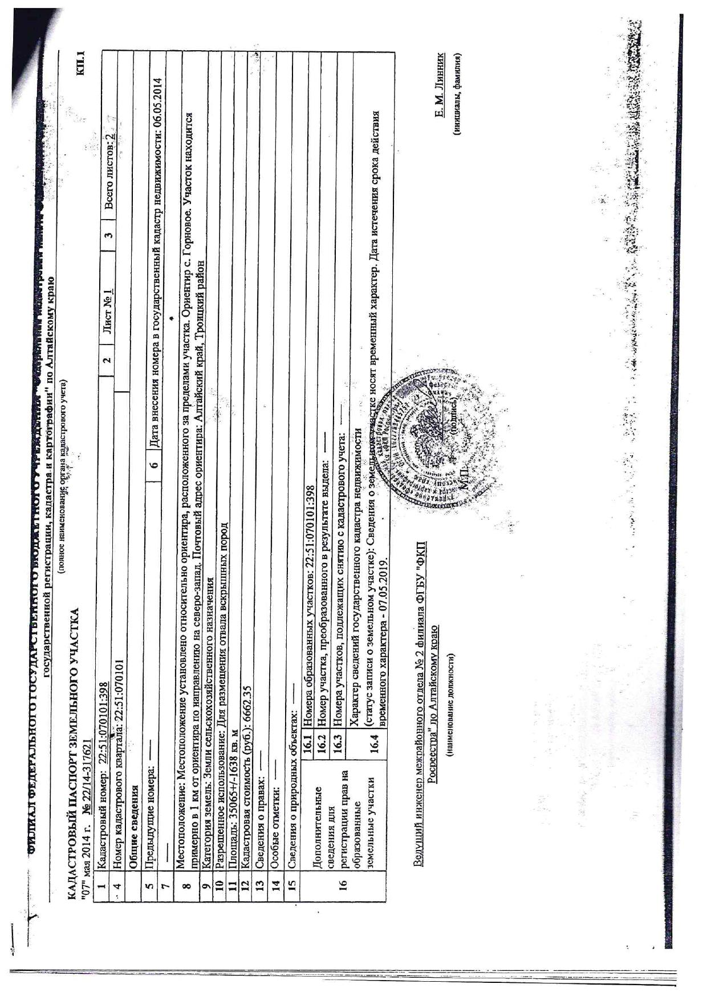 ФИЛИАЛ ФЕДЕРАЛЬНОГО ГОСУДАРСТВЕННОГО БЮДЖЕТНОГО УЧРЕЖДЕНИЯ
государственной регистрации, кадастра и картографии" по Алтайскому краю
(полное наименование органа кадастрового учета)
КП.1
КАДАСТРОВЫЙ ПАСПОРТ ЗЕМЕЛЬНОГО УЧАСТКА
"07" мая 2014 г. № 22/14-317621
1 Кадастровый номер: 22:51:070101:398 2 Лист № 1 3 Всего листов: 2
4 Номер кадастрового квартала: 22:51:070101
Общие сведения
5 Предыдущие номера: —— 6 Дата внесения номера в государственный кадастр недвижимости: 06.05.2014
7 ——
8 Местоположение: Местоположение установлено относительно ориентира, расположенного за пределами участка. Ориентир с. Горновое. Участок находится
примерно в 1 км от ориентира по направлению на северо-запад. Почтовый адрес ориентира: Алтайский край, Троицкий район
9 Категория земель: Земли сельскохозяйственного назначения
10 Разрешенное использование: Для размещения отвала вскрышных пород
11 Площадь: 35065+/-1638 кв. м
12 Кадастровая стоимость (руб.): 6662.35
13 Сведения о правах: ——
14 Особые отметки: ——
15 Сведения о природных объектах: ——
16 Дополнительные
сведения для
регистрации прав на
образованные
земельные участки
16.1 Номера образованных участков: 22:51:070101:398
16.2 Номер участка, преобразованного в результате выдела: ——
16.3 Номера участков, подлежащих снятию с кадастрового учета: ——
16.4 Характер сведений государственного кадастра недвижимости
(статус записи о земельном участке): Сведения о земельном участке носят временный характер. Дата истечения срока действия
временного характера - 07.05.2019.
Ведущий инженер межрайонного отдела № 2 филиала ФГБУ "ФКП
Росреестра" по Алтайскому краю
(наименование должности)
М.П.
(подпись)
Е. М. Линник
(инициалы, фамилия)